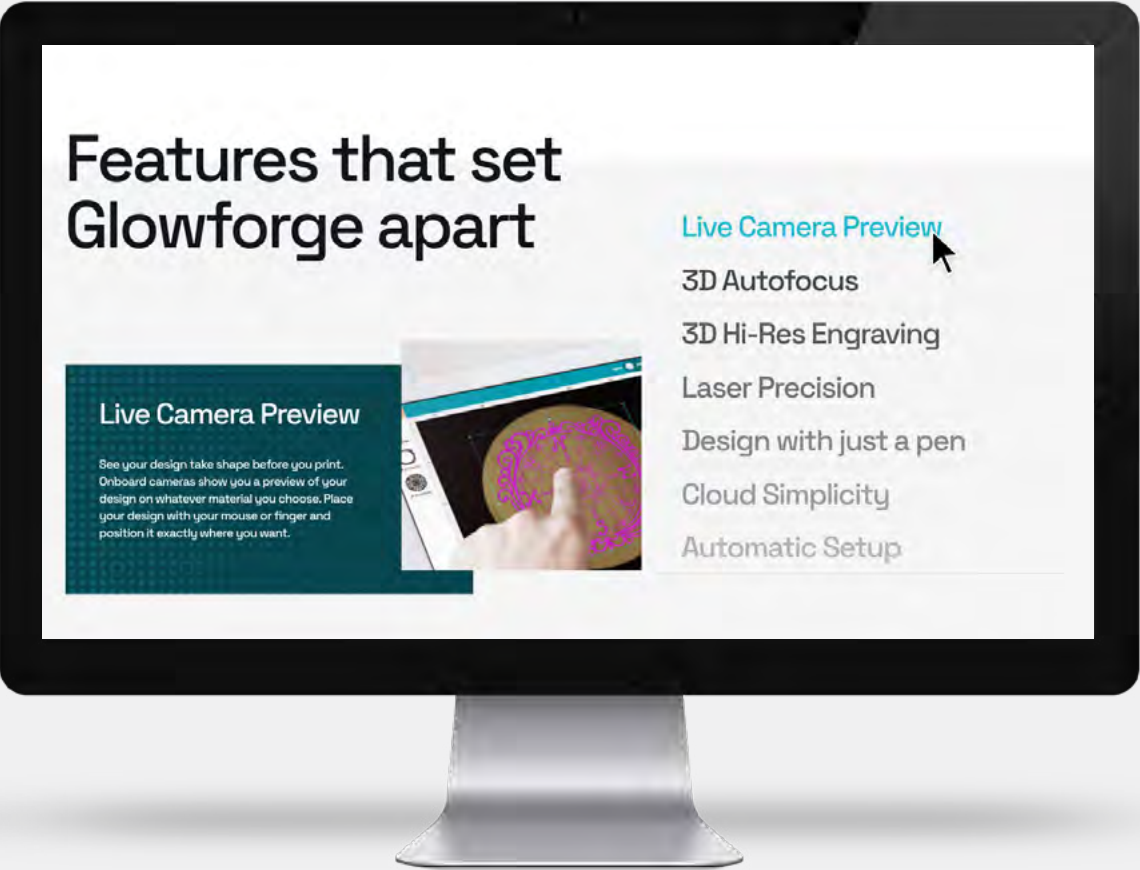 Features that set
Glowforge apart
Live Camera Preview
See your design take shape before you print.
Onboard cameras show you a preview of your
design on whatever material you choose. Place
your design with your mouse or finger and
position it exactly where you want.
Live Camera Preview
3D Autofocus
3D Hi-Res Engraving
Laser Precision
Design with just a pen
Cloud Simplicity
Automatic Setup